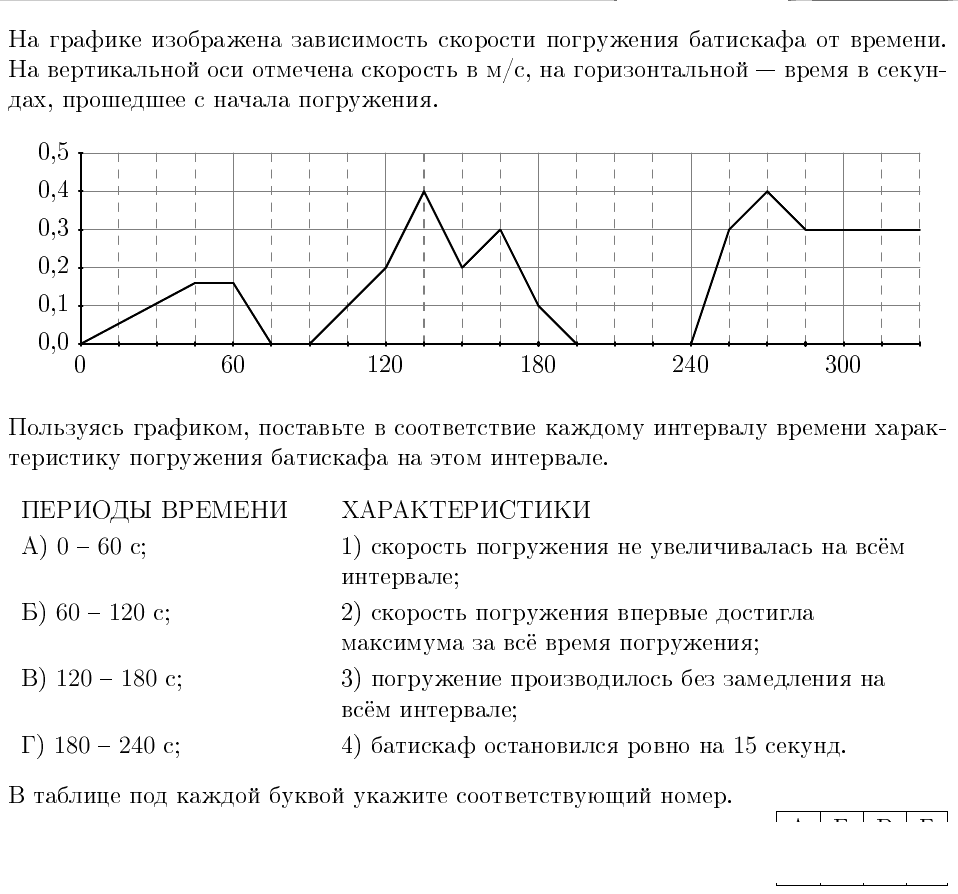 На графике изображена зависимость скорости погружения батискафа от времени.
На вертикальной оси отмечена скорость в м/с, на горизонтальной — время в секун-
дах, прошедшее с начала погружения.
0,5
0,4
0,3
0,2
0,1
0,0
0 60 120 180 240 300
Пользуясь графиком, поставьте в соответствие каждому интервалу времени харак-
теристику погружения батискафа на этом интервале.
ПЕРИОДЫ ВРЕМЕНИ ХАРАКТЕРИСТИКИ
А) 0 – 60 с; 1) скорость погружения не увеличивалась на всём
интервале;
Б) 60 – 120 с; 2) скорость погружения впервые достигла
максимума за всё время погружения;
В) 120 – 180 с; 3) погружение производилось без замедления на
всём интервале;
Г) 180 – 240 с; 4) батискаф остановился ровно на 15 секунд.
В таблице под каждой буквой укажите соответствующий номер.